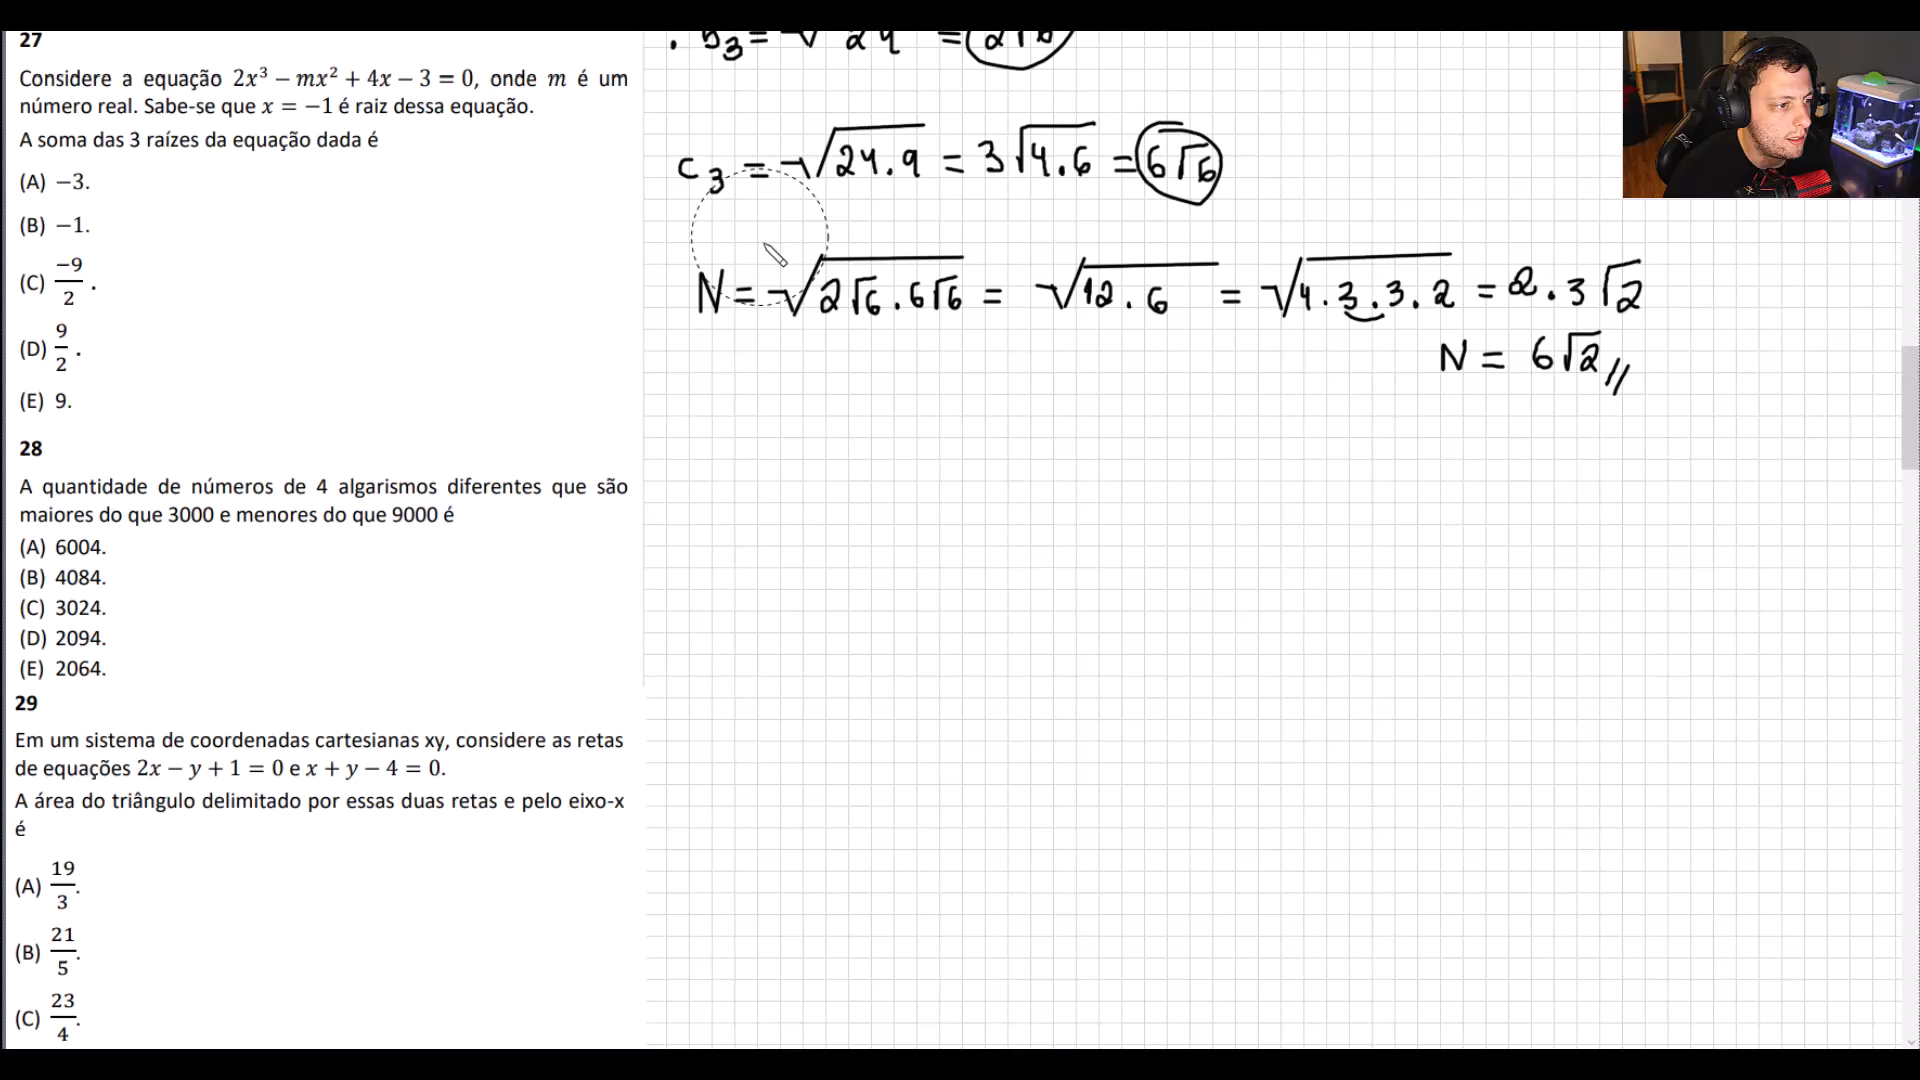 27
Considere a equação 2x³ − mx² + 4x − 3 = 0, onde m é um
número real. Sabe-se que x = −1 é raiz dessa equação.
A soma das 3 raízes da equação dada é
(A) −3.
(B) −1.
(C) −9/2 .
(D) 9/2 .
(E) 9.
28
A quantidade de números de 4 algarismos diferentes que são
maiores do que 3000 e menores do que 9000 é
(A) 6004.
(B) 4084.
(C) 3024.
(D) 2094.
(E) 2064.
29
Em um sistema de coordenadas cartesianas xy, considere as retas
de equações 2x − y + 1 = 0 e x + y − 4 = 0.
A área do triângulo delimitado por essas duas retas e pelo eixo-x
é
(A) 19/3.
(B) 21/5.
(C) 23/4.
. b₃ = √24 = 2√6
c₃ = √24.9 = 3√4.6 = 6√6
N = √2√6.6√6 = √12.6 = √4.3.3.2 = 2.3√2
N = 6√2 //